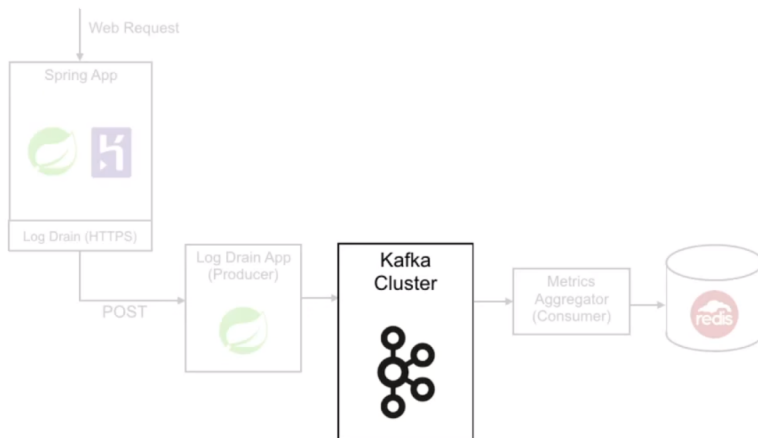 Web Request
Spring App
Log Drain (HTTPS)
POST
Log Drain App
(Producer)
Kafka
Cluster
Metrics
Aggregator
(Consumer)
redis